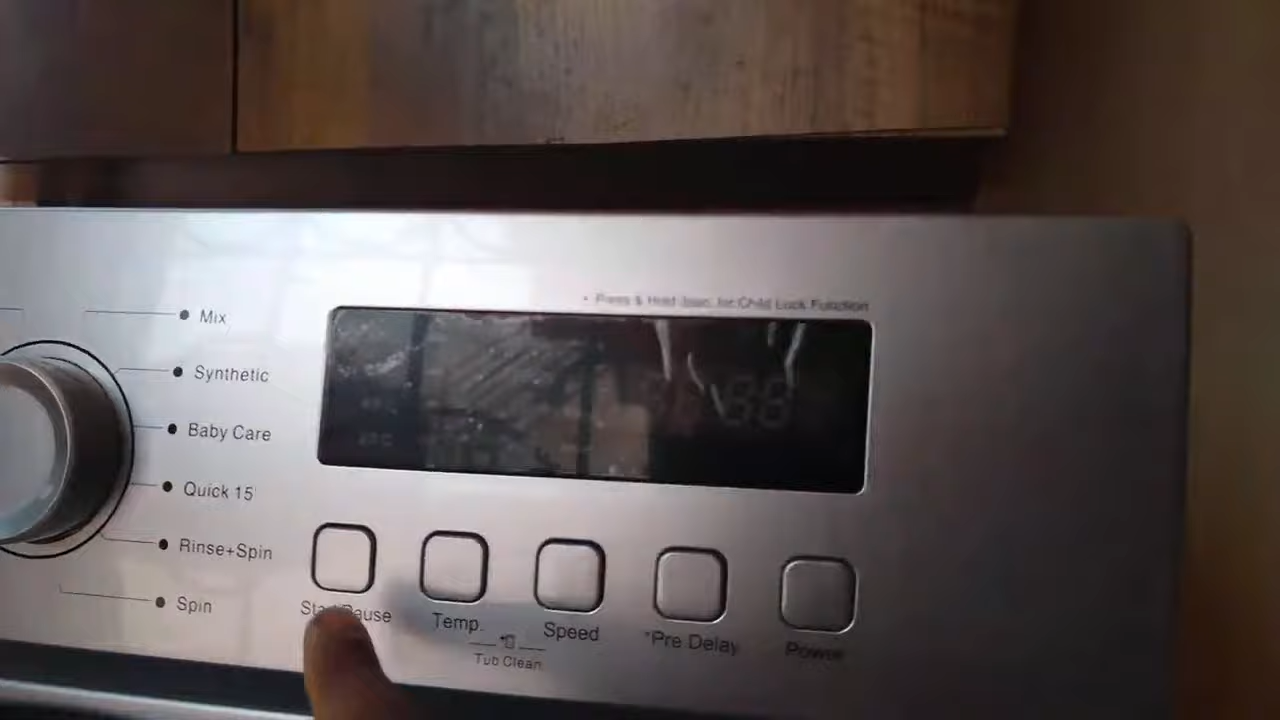 * Press & Hold 3sec. for Child Lock Function
Mix
Synthetic
Baby Care
Quick 15'
Rinse+Spin
Spin
Start/Pause
Temp.
Speed
*Pre Delay
Power
Tub Clean